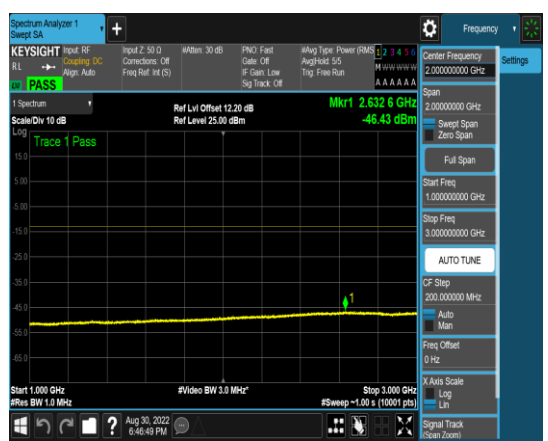 Spectrum Analyzer 1
Swept SA
+
Frequency
KEYSIGHT
Input: RF
Input Z: 50 Ω
#Atten: 30 dB
PNO: Fast
#Avg Type: Power (RMS
1 2 3 4 5 6
RL
Coupling: DC
Corrections: Off
Gate: Off
Avg|Hold: 5/5
M W W W W W
Align: Auto
Freq Ref: Int (S)
IF Gain: Low
Trig: Free Run
Sig Track: Off
A A A A A A
PASS
1 Spectrum
Ref Lvl Offset 12.20 dB
Mkr1 2.632 6 GHz
Scale/Div 10 dB
Ref Level 25.00 dBm
-46.43 dBm
Log
Trace 1 Pass
15.0
5.00
-5.00
-15.0
-25.0
-35.0
-45.0
-55.0
-65.0
1
Start 1.000 GHz
#Video BW 3.0 MHz*
Stop 3.000 GHz
#Res BW 1.0 MHz
#Sweep ~1.00 s (10001 pts)
?
Aug 30, 2022
6:46:49 PM
Center Frequency
2.000000000 GHz
Settings
Span
2.00000000 GHz
Swept Span
Zero Span
Full Span
Start Freq
1.000000000 GHz
Stop Freq
3.000000000 GHz
AUTO TUNE
CF Step
200.000000 MHz
Auto
Man
Freq Offset
0 Hz
X Axis Scale
Log
Lin
Signal Track
(Span Zoom)